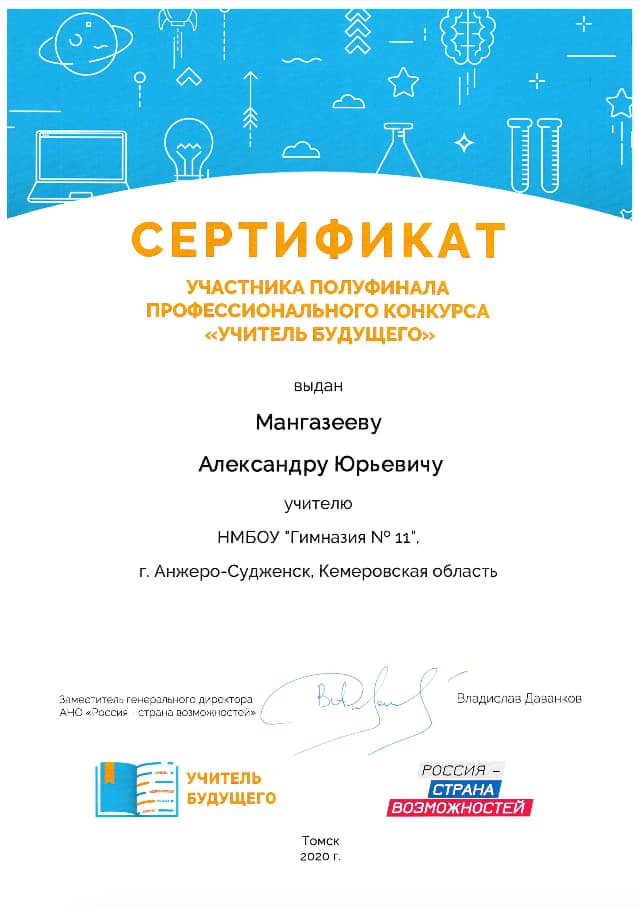 СЕРТИФИКАТ
УЧАСТНИКА ПОЛУФИНАЛА
ПРОФЕССИОНАЛЬНОГО КОНКУРСА
«УЧИТЕЛЬ БУДУЩЕГО»
выдан
Мангазееву
Александру Юрьевичу
учителю
НМБОУ "Гимназия № 11",
г. Анжеро-Судженск, Кемеровская область
Заместитель генерального директора
АНО «Россия - страна возможностей»
Владислав Даванков
УЧИТЕЛЬ
БУДУЩЕГО
РОССИЯ –
СТРАНА
ВОЗМОЖНОСТЕЙ
Томск
2020 г.